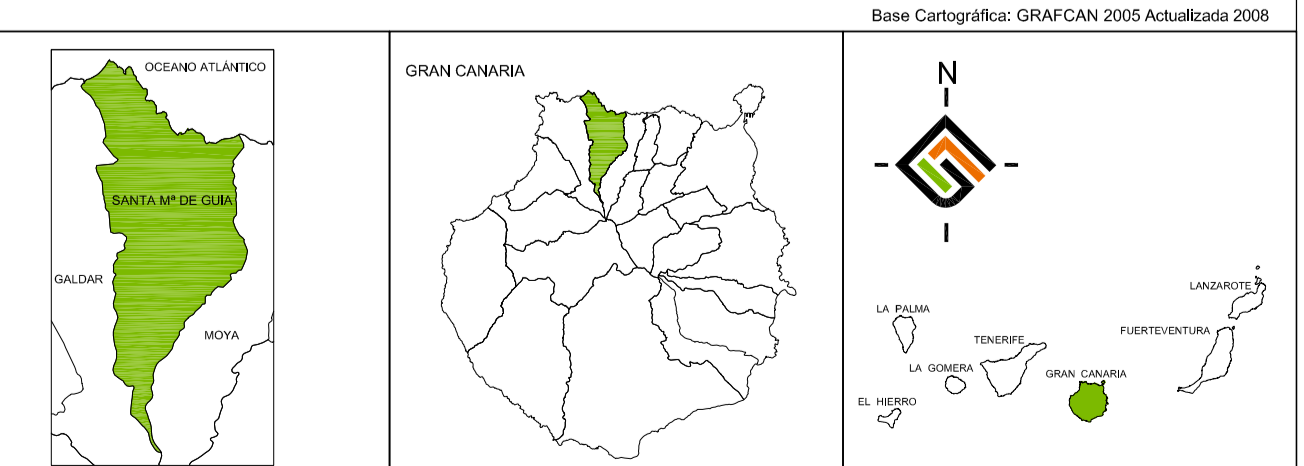 Base Cartográfica: GRAFCAN 2005 Actualizada 2008
OCEANO ATLÁNTICO
SANTA Mª DE GUIA
GALDAR
MOYA
GRAN CANARIA
N
LANZAROTE
LA PALMA
FUERTEVENTURA
TENERIFE
LA GOMERA
GRAN CANARIA
EL HIERRO